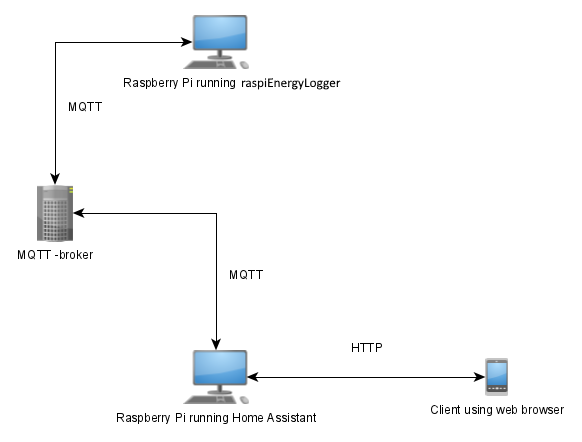 Raspberry Pi running raspiEnergyLogger
MQTT
MQTT -broker
MQTT
HTTP
Raspberry Pi running Home Assistant
Client using web browser